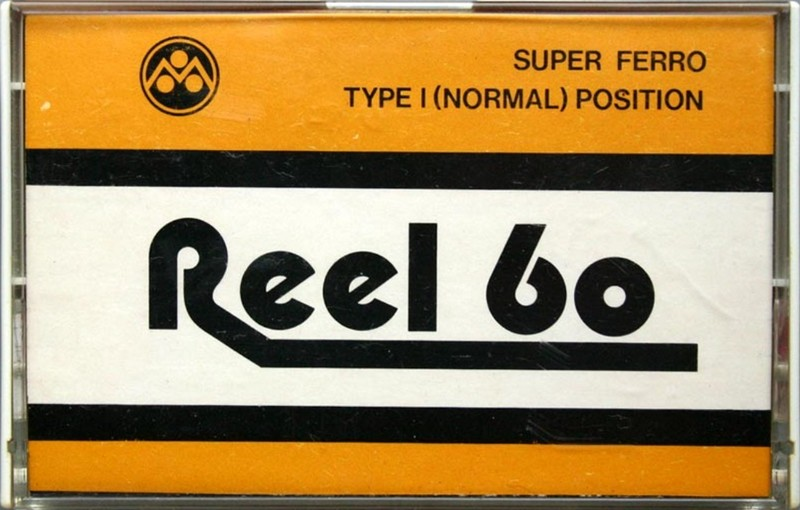 SUPER FERRO
TYPE I (NORMAL) POSITION
Reel 60